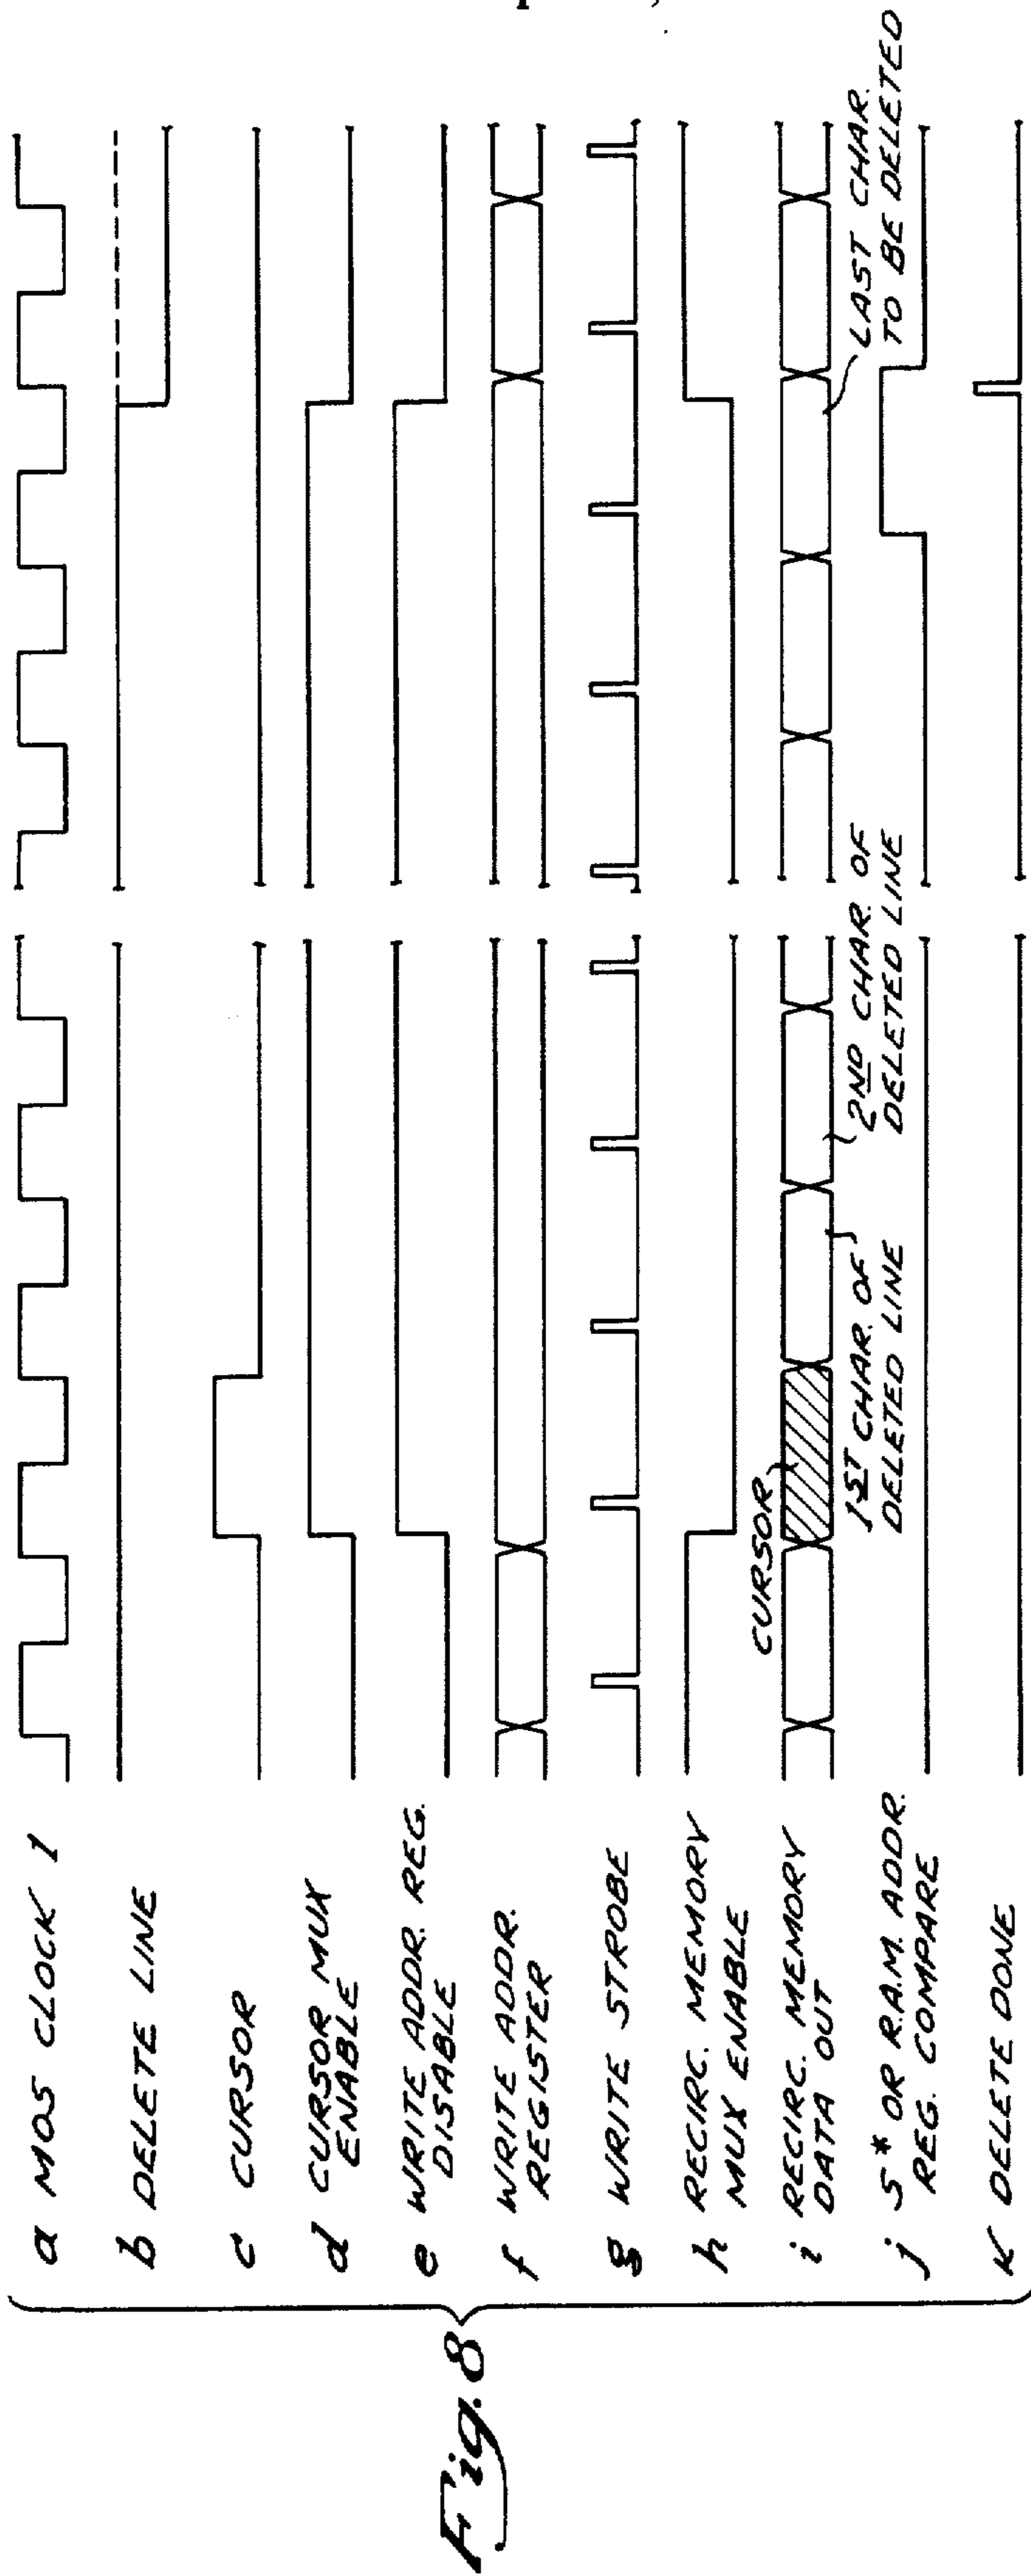 Fig. 8
a MOS CLOCK 1
b DELETE LINE
c CURSOR
d CURSOR MUX
ENABLE
e WRITE ADDR. REG.
DISABLE
f WRITE ADDR.
REGISTER
g WRITE STROBE
h RECIRC. MEMORY
MUX ENABLE
i RECIRC. MEMORY
DATA OUT
j S* OR R.A.M. ADDR.
REG. COMPARE
K DELETE DONE
CURSOR
1ST CHAR. OF
DELETED LINE
2ND CHAR. OF
DELETED LINE
LAST CHAR.
TO BE DELETED